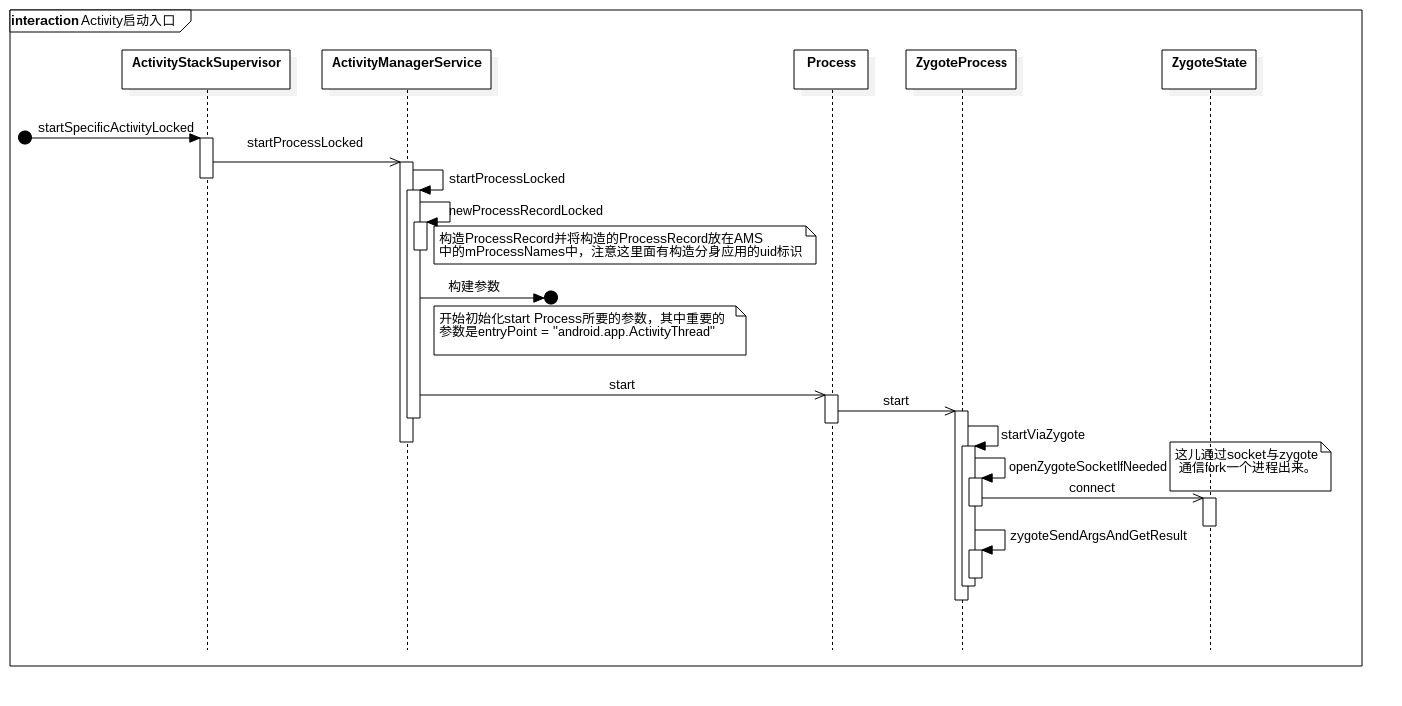 interaction Activity启动入口
ActivityStackSupervisor
ActivityManagerService
Process
ZygoteProcess
ZygoteState
startSpecificActivityLocked
startProcessLocked
startProcessLocked
newProcessRecordLocked
构造ProcessRecord并将构造的ProcessRecord放在AMS
中的mProcessNames中，注意这里面有构造分身应用的uid标识
构建参数
开始初始化start Process所要的参数，其中重要的
参数是entryPoint = "android.app.ActivityThread"
start
start
startViaZygote
openZygoteSocketIfNeeded
这儿通过socket与zygote
通信fork一个进程出来。
connect
zygoteSendArgsAndGetResult